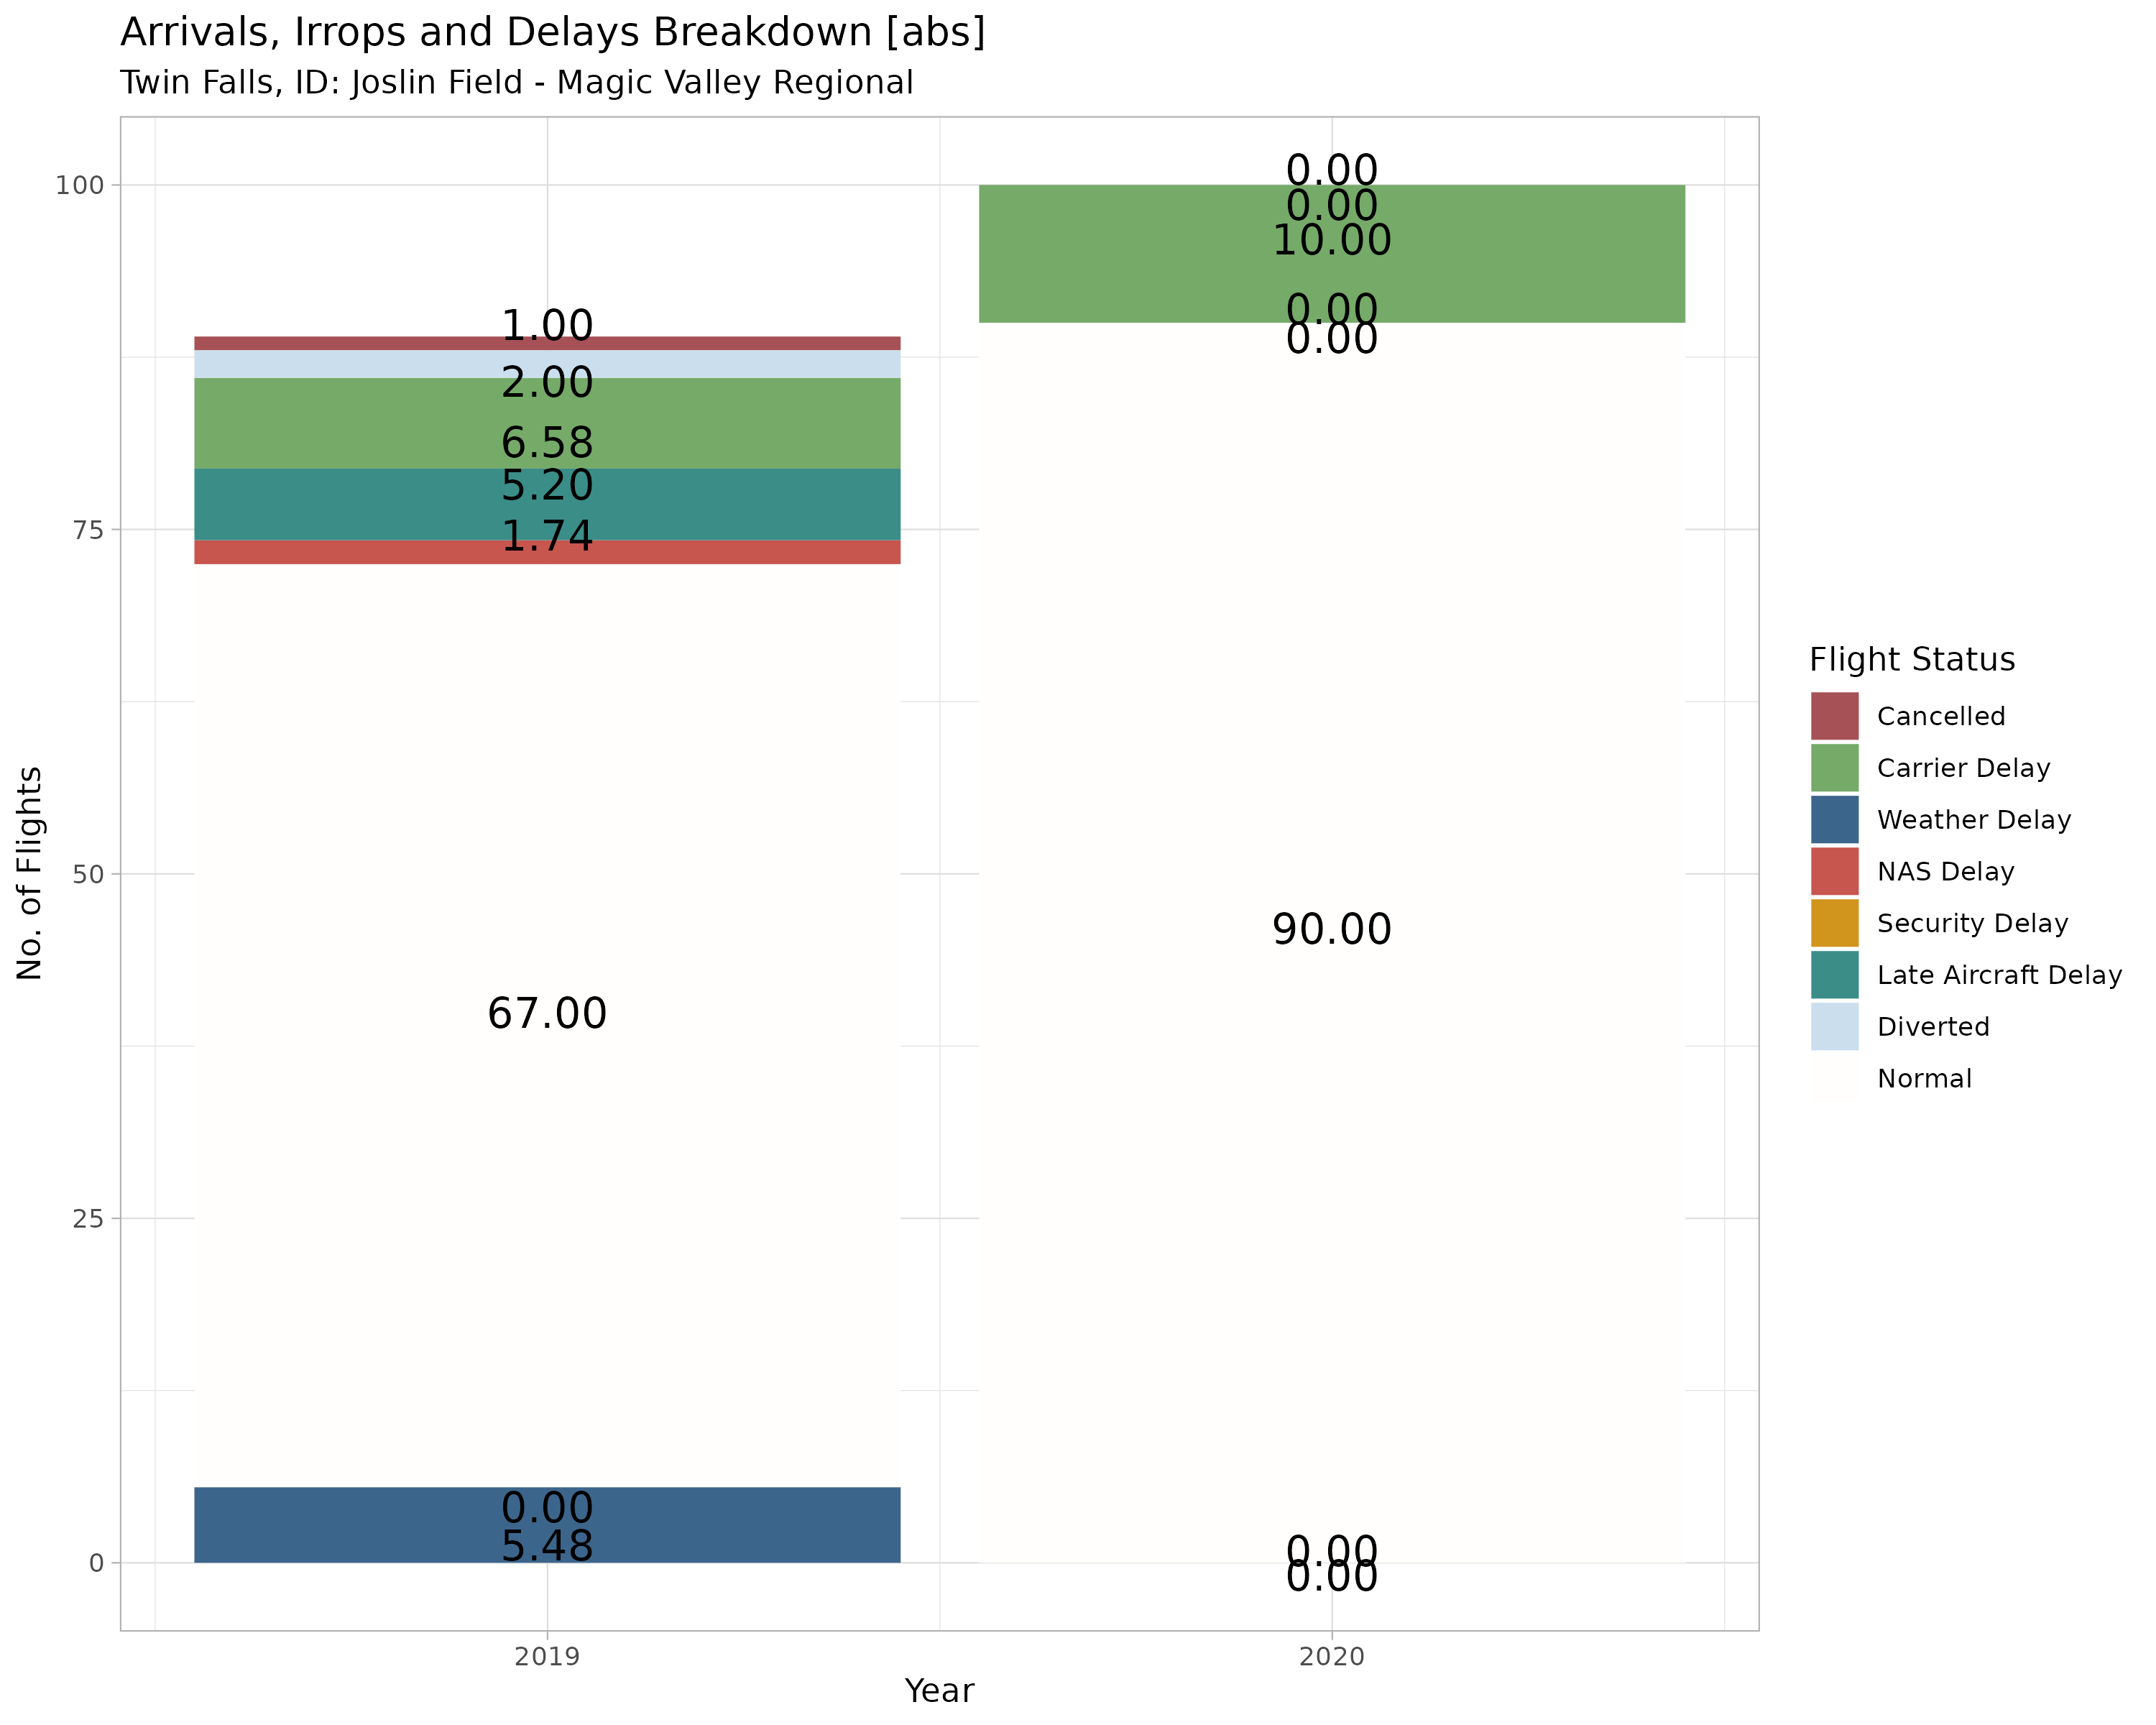 Arrivals, Irrops and Delays Breakdown [abs]
Twin Falls, ID: Joslin Field - Magic Valley Regional
No. of Flights
100
75
50
25
0
1.00
2.00
6.58
5.20
1.74
67.00
0.00
5.48
0.00
0.00
10.00
0.00
0.00
90.00
0.00
0.00
2019
2020
Year
Flight Status
Cancelled
Carrier Delay
Weather Delay
NAS Delay
Security Delay
Late Aircraft Delay
Diverted
Normal